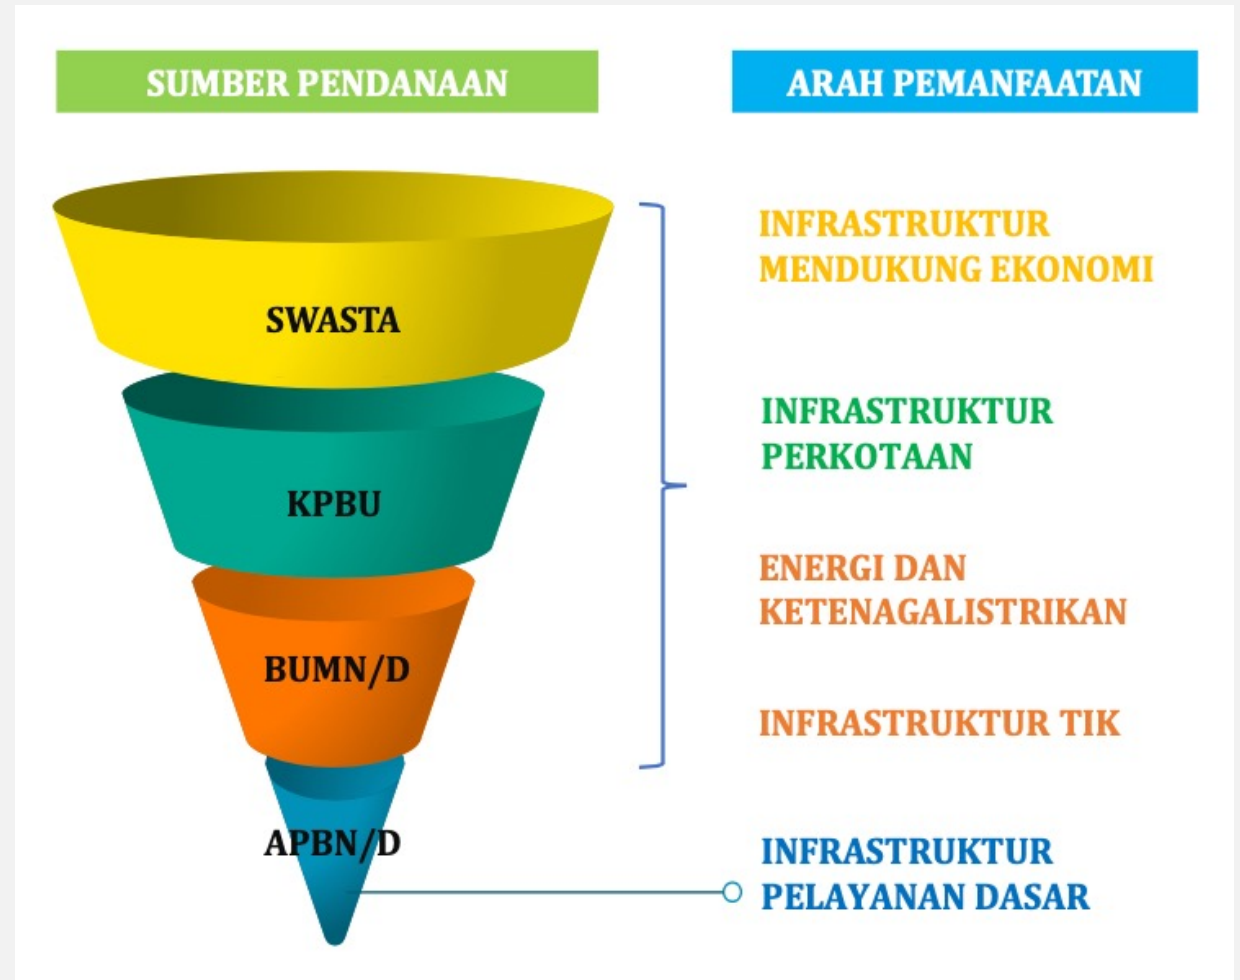 SUMBER PENDANAAN
ARAH PEMANFAATAN
SWASTA
KPBU
BUMN/D
APBN/D
INFRASTRUKTUR
MENDUKUNG EKONOMI
INFRASTRUKTUR
PERKOTAAN
ENERGI DAN
KETENAGALISTRIKAN
INFRASTRUKTUR TIK
INFRASTRUKTUR
PELAYANAN DASAR